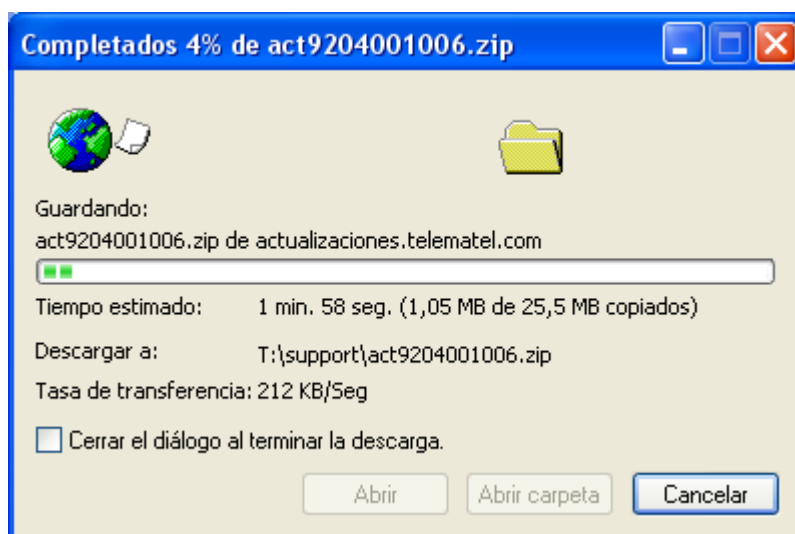 Completados 4% de act9204001006.zip
Guardando:
act9204001006.zip de actualizaciones.telematel.com
Tiempo estimado: 1 min. 58 seg. (1,05 MB de 25,5 MB copiados)
Descargar a: T:\support\act9204001006.zip
Tasa de transferencia: 212 KB/Seg
Cerrar el diálogo al terminar la descarga.
Abrir Abrir carpeta Cancelar